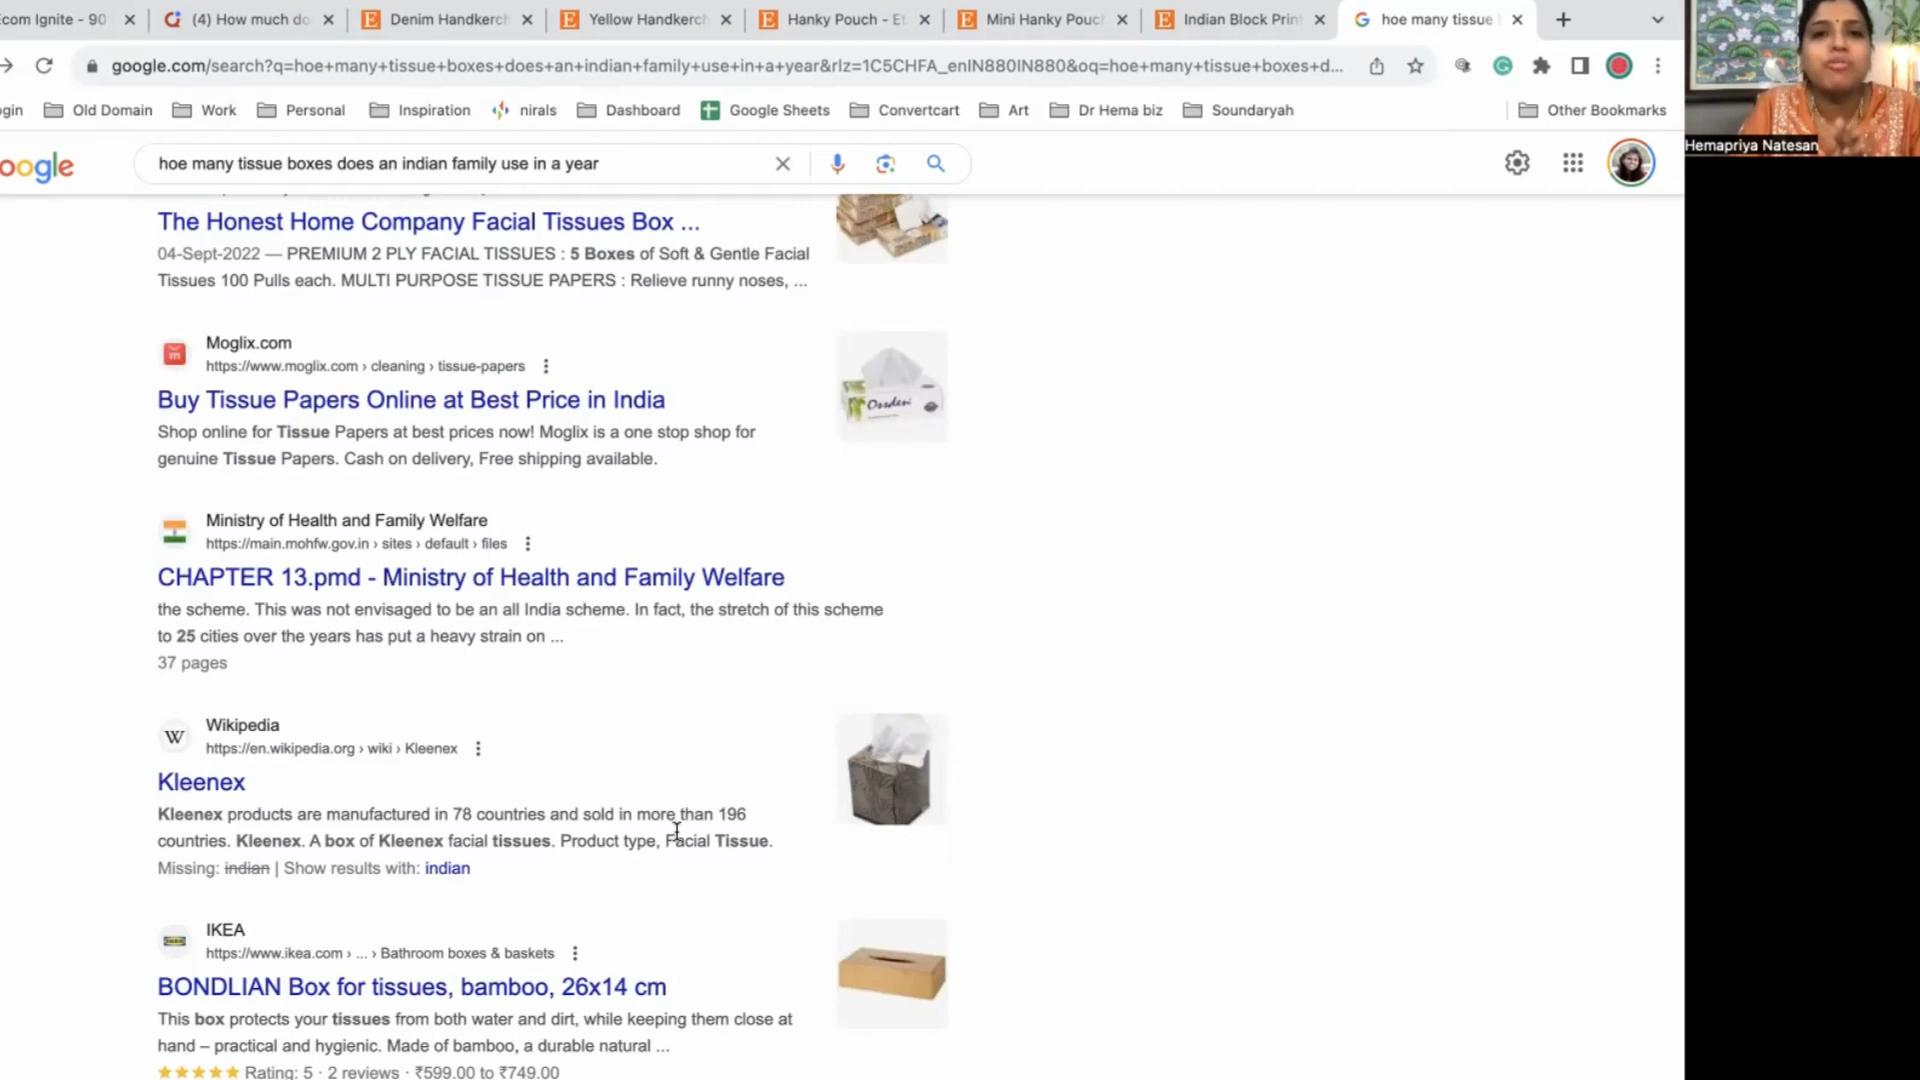 com Ignite - 90
(4) How much do
Denim Handkerch
Yellow Handkerc
Hanky Pouch - Et
Mini Hanky Pouc
Indian Block Prin
hoe many tissue
google.com/search?q=hoe+many+tissue+boxes+does+an+indian+family+use+in+a+year&rlz=1C5CHFA_enIN880IN880&oq=hoe+many+tissue+boxes+d...
gin
Old Domain
Work
Personal
Inspiration
nirals
Dashboard
Google Sheets
Convertcart
Art
Dr Hema biz
Soundaryah
Other Bookmarks
Hemapriya Natesan
oogle
hoe many tissue boxes does an indian family use in a year
The Honest Home Company Facial Tissues Box ...
04-Sept-2022 — PREMIUM 2 PLY FACIAL TISSUES : 5 Boxes of Soft & Gentle Facial
Tissues 100 Pulls each. MULTI PURPOSE TISSUE PAPERS : Relieve runny noses, ...
Moglix.com
https://www.moglix.com › cleaning › tissue-papers
Buy Tissue Papers Online at Best Price in India
Shop online for Tissue Papers at best prices now! Moglix is a one stop shop for
genuine Tissue Papers. Cash on delivery, Free shipping available.
Ossdesi
Ministry of Health and Family Welfare
https://main.mohfw.gov.in › sites › default › files
CHAPTER 13.pmd - Ministry of Health and Family Welfare
the scheme. This was not envisaged to be an all India scheme. In fact, the stretch of this scheme
to 25 cities over the years has put a heavy strain on ...
37 pages
W
Wikipedia
https://en.wikipedia.org › wiki › Kleenex
Kleenex
Kleenex products are manufactured in 78 countries and sold in more than 196
countries. Kleenex. A box of Kleenex facial tissues. Product type, Facial Tissue.
Missing: indian | Show results with: indian
IKEA
https://www.ikea.com › ... › Bathroom boxes & baskets
BONDLIAN Box for tissues, bamboo, 26x14 cm
This box protects your tissues from both water and dirt, while keeping them close at
hand – practical and hygienic. Made of bamboo, a durable natural ...
Rating: 5 · 2 reviews · ₹599.00 to ₹749.00